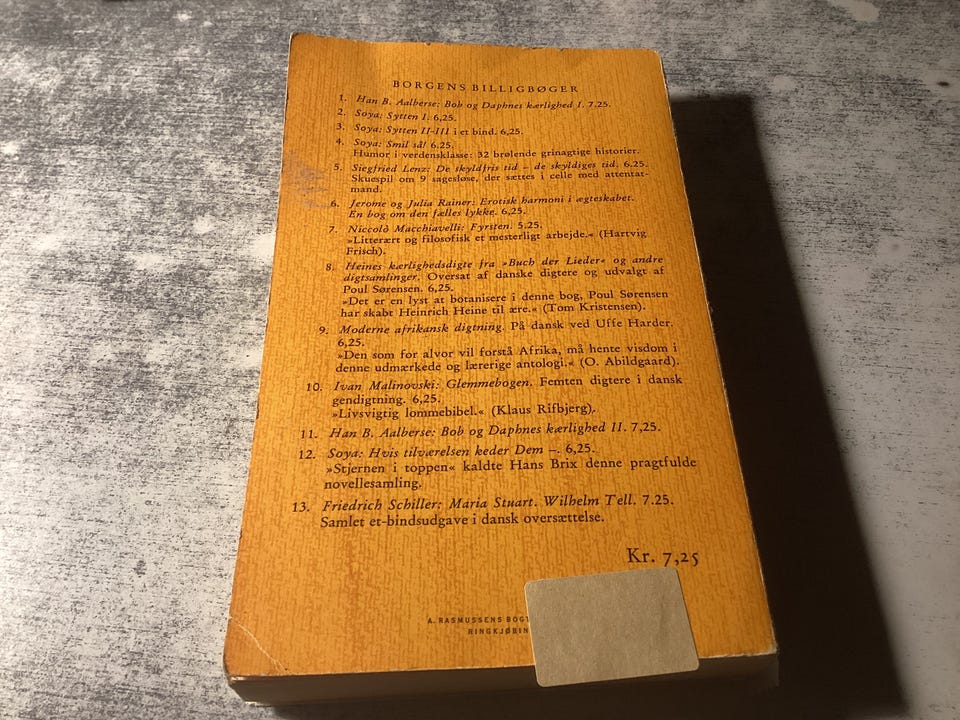 BORGENS BILLIGBØGER
1. Han B. Aalberse: Bob og Daphnes kærlighed I. 7.25.
2. Soya: Sytten I. 6,25.
3. Soya: Sytten II-III i et bind. 6,25.
4. Soya: Smil så! 6.25.
Humor i verdensklasse: 32 brølende grinagtige historier.
5. Siegfried Lenz: De skyldfris tid – de skyldiges tid. 6.25.
Skuespil om 9 sagesløse, der sættes i celle med attentat-
mand.
6. Jerome og Julia Rainer: Erotisk harmoni i ægteskabet.
En bog om den fælles lykke. 6,25.
7. Niccolò Macchiavelli: Fyrsten. 5.25.
»Litterært og filosofisk et mesterligt arbejde.« (Hartvig
Frisch).
8. Heines kærlighedsdigte fra »Buch der Lieder« og andre
digtsamlinger. Oversat af danske digtere og udvalgt af
Poul Sørensen. 6,25.
»Det er en lyst at botanisere i denne bog, Poul Sørensen
har skabt Heinrich Heine til ære.« (Tom Kristensen).
9. Moderne afrikansk digtning. På dansk ved Uffe Harder.
6,25.
»Den som for alvor vil forstå Afrika, må hente visdom i
denne udmærkede og lærerige antologi.« (O. Abildgaard).
10. Ivan Malinovski: Glemmebogen. Femten digtere i dansk
gendigtning. 6,25.
»Livsvigtig lommebibel.« (Klaus Rifbjerg).
11. Han B. Aalberse: Bob og Daphnes kærlighed II. 7,25.
12. Soya: Hvis tilværelsen keder Dem –. 6,25.
»Stjernen i toppen« kaldte Hans Brix denne pragtfulde
novellesamling.
13. Friedrich Schiller: Maria Stuart. Wilhelm Tell. 7.25.
Samlet et-bindsudgave i dansk oversættelse.
Kr. 7,25
A. RASMUSSENS BOGT
RINGKJØBIN